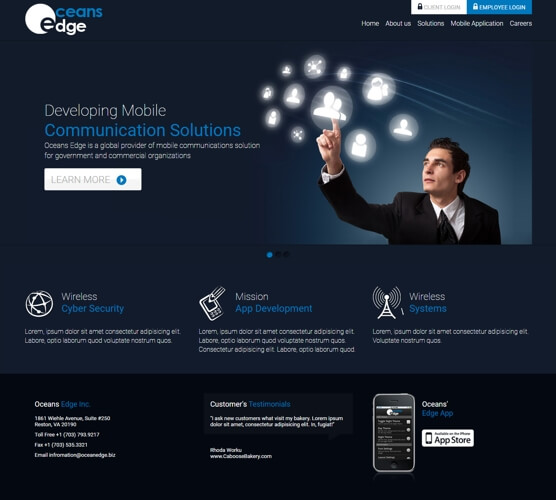 Oceans
edge
CLIENT LOGIN
EMPLOYEE LOGIN
Home About us Solutions Mobile Application Careers
Developing Mobile
Communication Solutions
Oceans Edge is a global provider of mobile communications solution
for government and commercial organizations
LEARN MORE
Wireless
Cyber Security
Lorem, ipsum dolor sit amet consectetur adipisicing elit.
Labore, optio laborum quod voluptate nostrum quos.
Mission
App Development
Lorem, ipsum dolor sit amet consectetur adipisicing elit.
Labore, optio laborum quod voluptate nostrum quos.
Consectetur adipisicing elit. Labore, optio laborum quod
Wireless
Systems
Lorem, ipsum dolor sit amet consectetur adipisicing elit.
Voluptate nostrum quos.
Oceans Edge Inc.
1861 Wiehle Avenue, Suite #250
Reston, VA 20190
Toll Free +1 (703) 793.9217
Fax +1 (703) 535.3321
Email infromation@oceanedge.biz
Customer's Testimonials
"I ask new customers what visit my bakery. Lorem ipsum
dolor sit amet, consectetur adipisicing elit. In, fugiat!"
Rhoda Worku
www.CabooseBakery.com
Oceans'
Edge App
Available on the iPhone
App Store